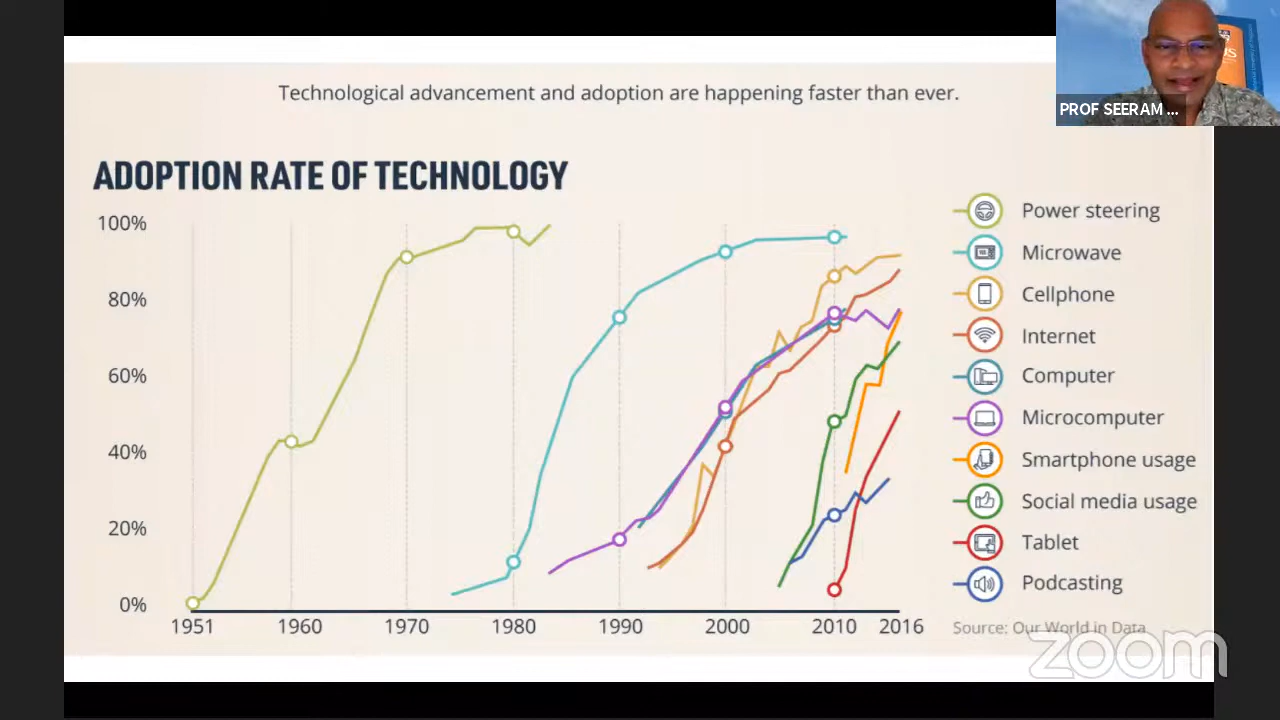 Technological advancement and adoption are happening faster than ever.
PROF SEERAM ...
ADOPTION RATE OF TECHNOLOGY
100%
80%
60%
40%
20%
0%
1951 1960 1970 1980 1990 2000 2010 2016
Power steering
Microwave
Cellphone
Internet
Computer
Microcomputer
Smartphone usage
Social media usage
Tablet
Podcasting
Source: Our World in Data
zoom